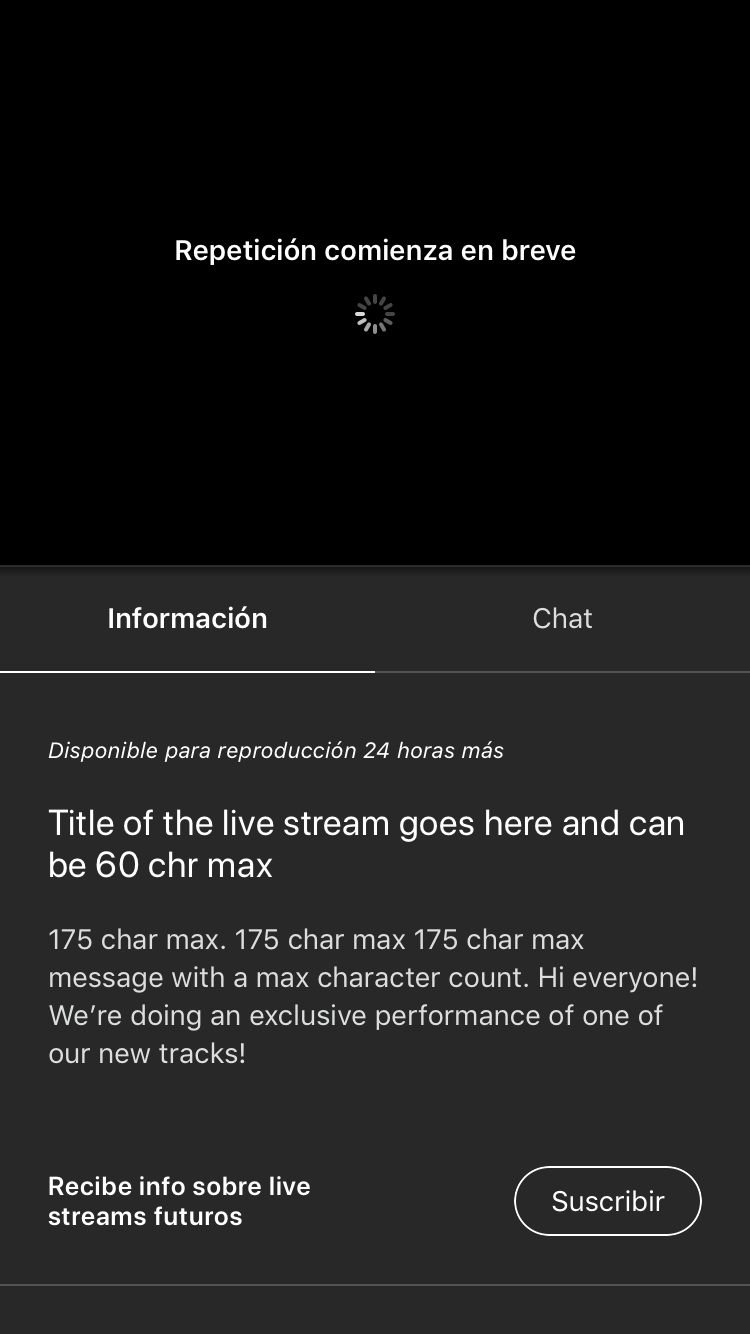 Repetición comienza en breve
Información
Chat
Disponible para reproducción 24 horas más
Title of the live stream goes here and can
be 60 chr max
175 char max. 175 char max 175 char max
message with a max character count. Hi everyone!
We’re doing an exclusive performance of one of
our new tracks!
Recibe info sobre live
streams futuros
Suscribir